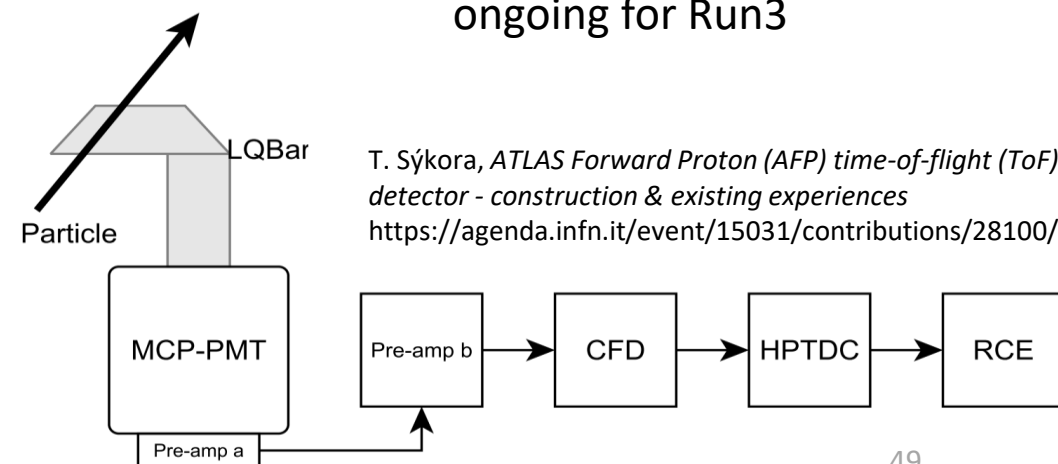 ongoing for Run3
LQBar
T. Sýkora, ATLAS Forward Proton (AFP) time-of-flight (ToF)
detector - construction & existing experiences
https://agenda.infn.it/event/15031/contributions/28100/
Particle
MCP-PMT
Pre-amp b
CFD
HPTDC
RCE
Pre-amp a
49